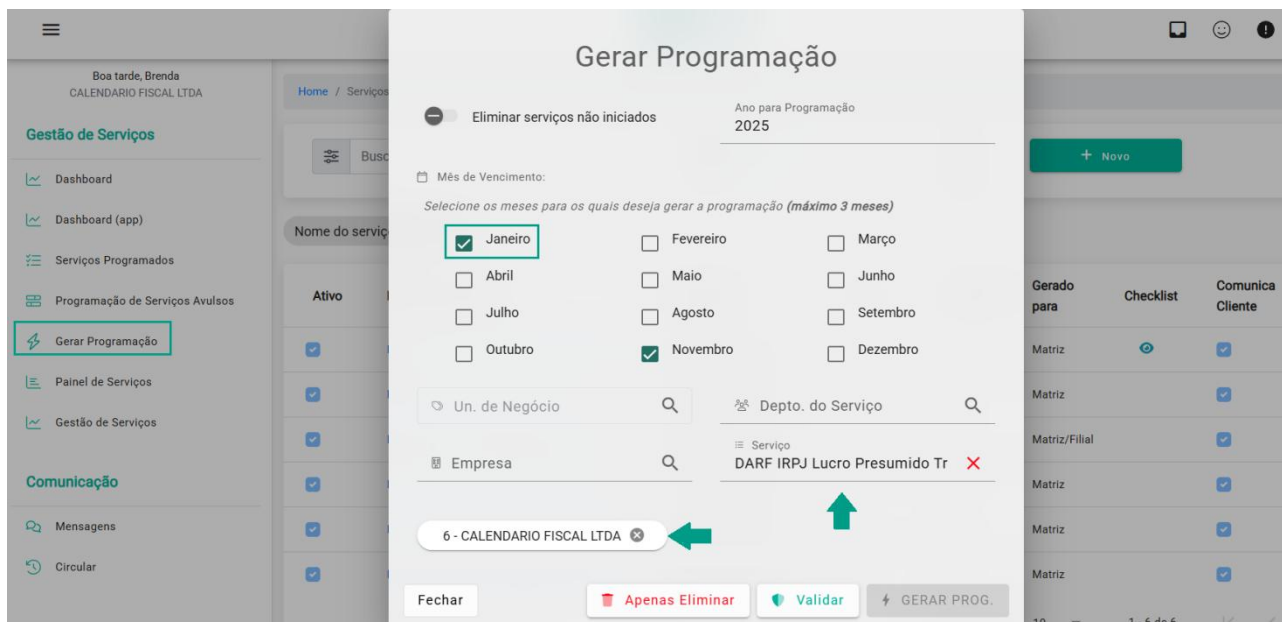 Boa tarde, Brenda
CALENDARIO FISCAL LTDA
Gestão de Serviços
Dashboard
Dashboard (app)
Serviços Programados
Programação de Serviços Avulsos
Gerar Programação
Painel de Serviços
Gestão de Serviços
Comunicação
Mensagens
Circular
Home / Serviços
Busc
Nome do serviç
Ativo
Gerar Programação
Eliminar serviços não iniciados
Ano para Programação
2025
Mês de Vencimento:
Selecione os meses para os quais deseja gerar a programação (máximo 3 meses)
Janeiro Fevereiro Março
Abril Maio Junho
Julho Agosto Setembro
Outubro Novembro Dezembro
Un. de Negócio Depto. do Serviço
Empresa
Serviço
DARF IRPJ Lucro Presumido Tr
6 - CALENDARIO FISCAL LTDA
Fechar Apenas Eliminar Validar GERAR PROG.
+ Novo
Gerado para Checklist Comunica Cliente
Matriz
Matriz
Matriz/Filial
Matriz
Matriz
Matriz